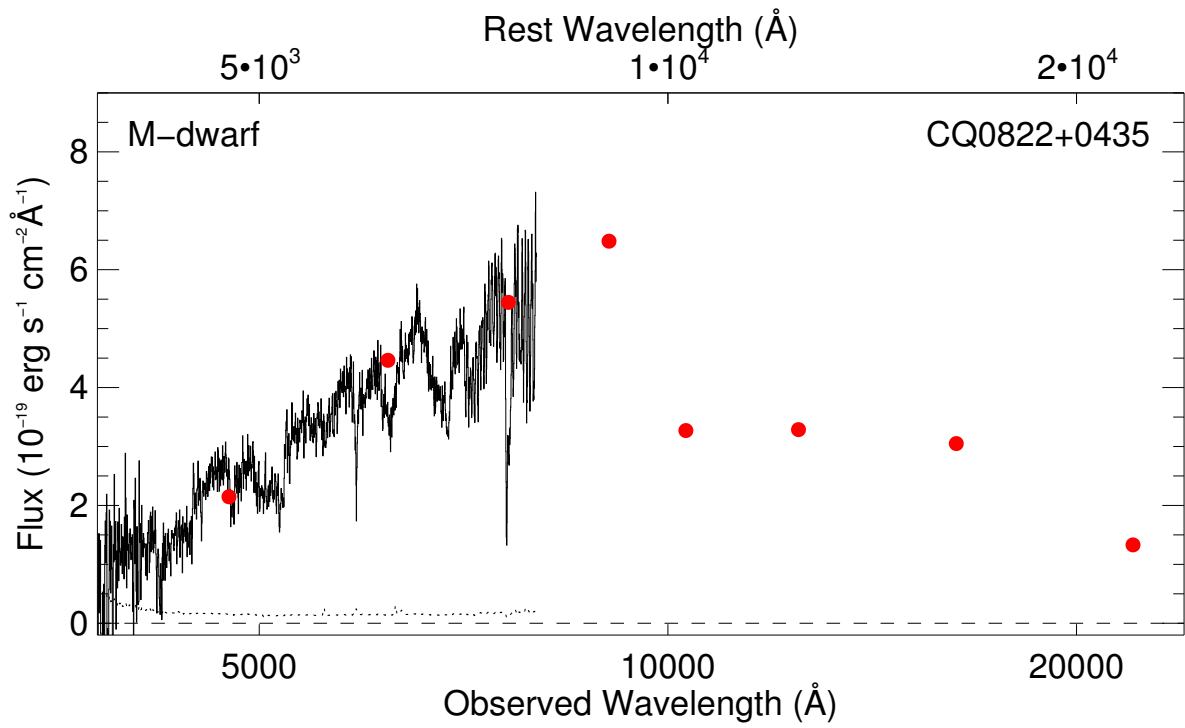 Rest Wavelength (Å)
5•10³ 1•10⁴ 2•10⁴
M−dwarf CQ0822+0435
8
6
4
2
0
Flux (10⁻¹⁹ erg s⁻¹ cm⁻²Å⁻¹)
5000 10000 20000
Observed Wavelength (Å)